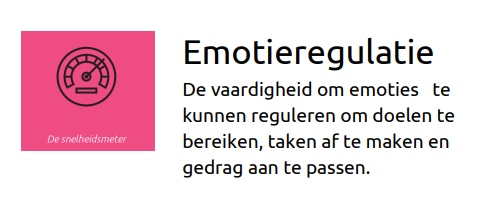 Emotieregulatie
De vaardigheid om emoties te
kunnen reguleren om doelen te
bereiken, taken af te maken en
gedrag aan te passen.
De snelheidsmeter